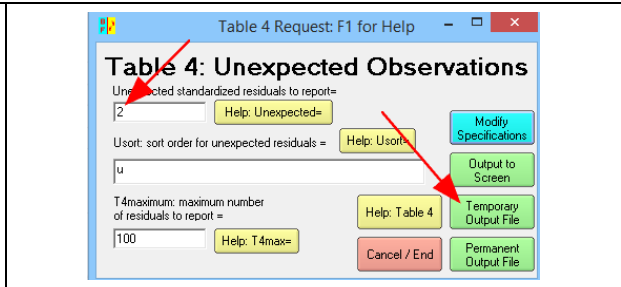 Table 4 Request: F1 for Help
Table 4: Unexpected Observations
Unexpected standardized residuals to report=
2
Help: Unexpected=
Modify
Specifications
Usort: sort order for unexpected residuals =
Help: Usort=
u
Output to
Screen
T4maximum: maximum number
of residuals to report =
Help: Table 4
Temporary
Output File
100
Help: T4max=
Cancel / End
Permanent
Output File